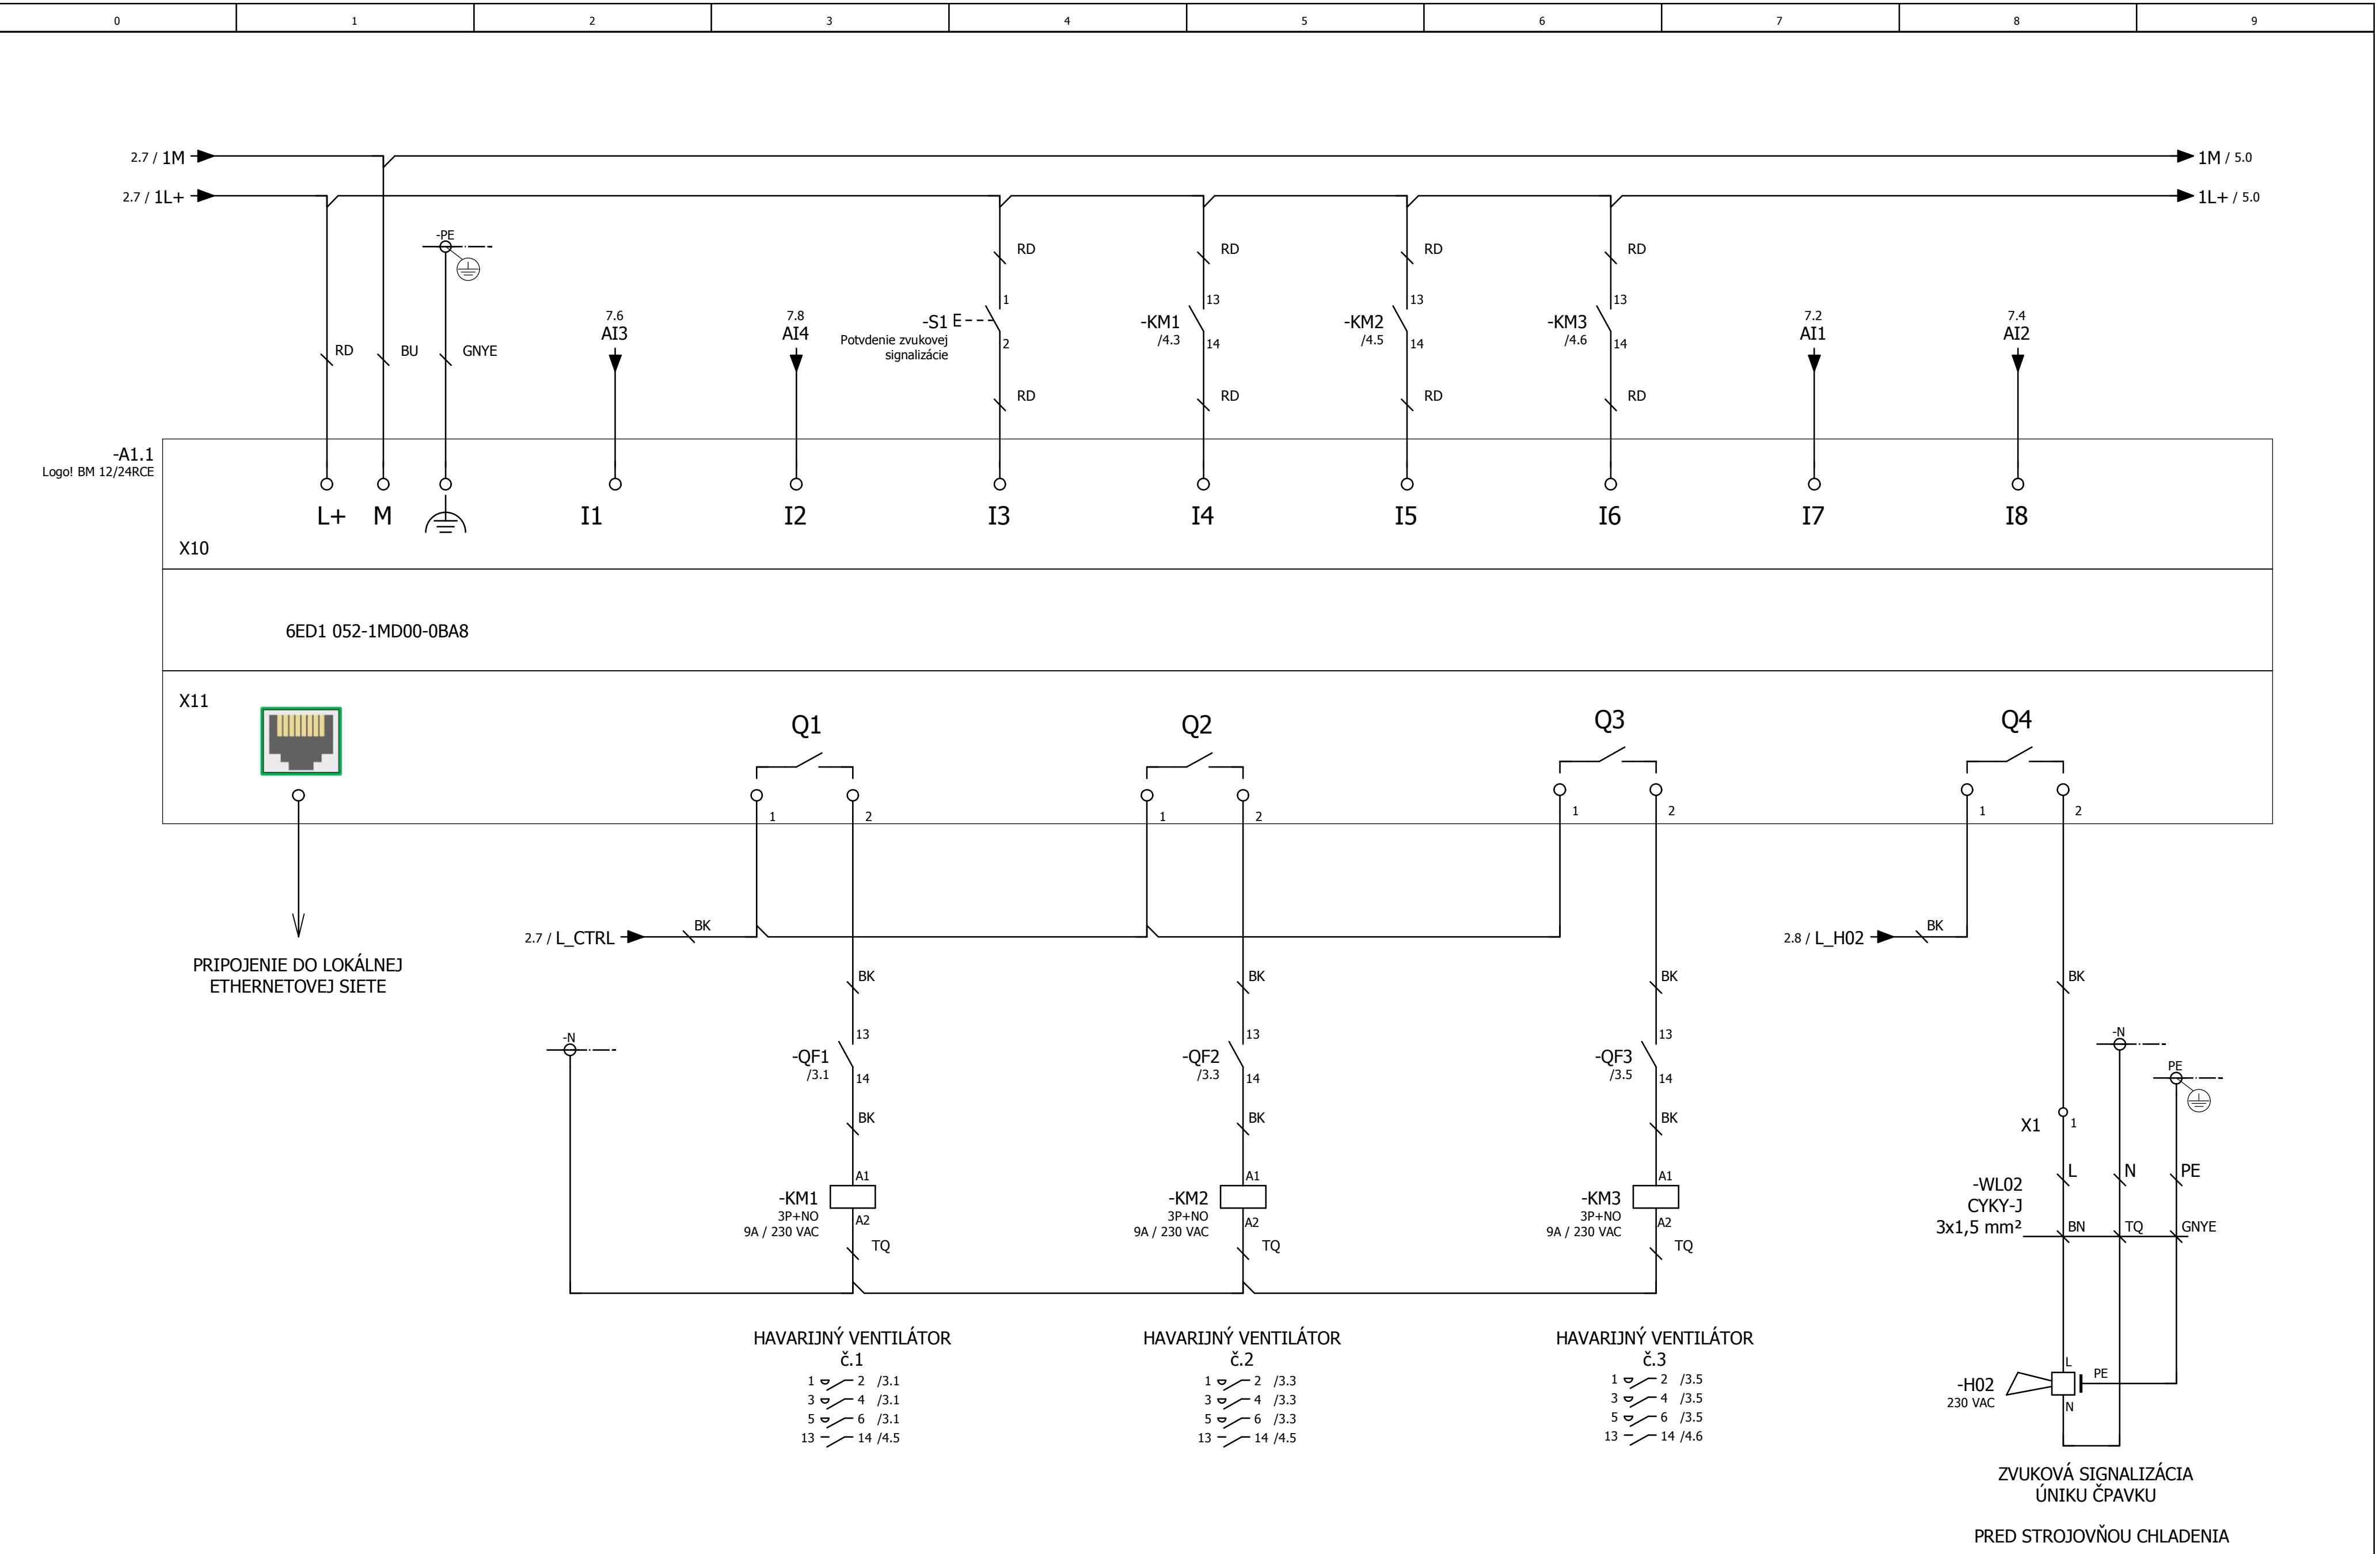 0 1 2 3 4 5 6 7 8 9
2.7 / 1M
1M / 5.0
2.7 / 1L+
1L+ / 5.0
-PE
RD RD RD RD
7.6
AI3
7.8
AI4
-S1
Potvdenie zvukovej
signalizácie
1
2
-KM1
/4.3
13
14
-KM2
/4.5
13
14
-KM3
/4.6
13
14
7.2
AI1
7.4
AI2
RD BU GNYE
RD RD RD RD
-A1.1
Logo! BM 12/24RCE
L+ M I1 I2 I3 I4 I5 I6 I7 I8
X10
6ED1 052-1MD00-0BA8
X11
Q1 Q2 Q3 Q4
1 2 1 2 1 2 1 2
2.7 / L_CTRL
BK
2.8 / L_H02
BK
PRIPOJENIE DO LOKÁLNEJ
ETHERNETOVEJ SIETE
BK BK BK BK
-N
-QF1
/3.1
13
14
-QF2
/3.3
13
14
-QF3
/3.5
13
14
-N
PE
BK BK BK
X1
1
-KM1
3P+NO
9A / 230 VAC
A1
A2
TQ
-KM2
3P+NO
9A / 230 VAC
A1
A2
TQ
-KM3
3P+NO
9A / 230 VAC
A1
A2
TQ
L N PE
-WL02
CYKY-J
3x1,5 mm²
BN TQ GNYE
HAVARIJNÝ VENTILÁTOR
č.1
1 2 /3.1
3 4 /3.1
5 6 /3.1
13 14 /4.5
HAVARIJNÝ VENTILÁTOR
č.2
1 2 /3.3
3 4 /3.3
5 6 /3.3
13 14 /4.5
HAVARIJNÝ VENTILÁTOR
č.3
1 2 /3.5
3 4 /3.5
5 6 /3.5
13 14 /4.6
L
PE
-H02
230 VAC
N
ZVUKOVÁ SIGNALIZÁCIA
ÚNIKU ČPAVKU
PRED STROJOVŇOU CHLADENIA